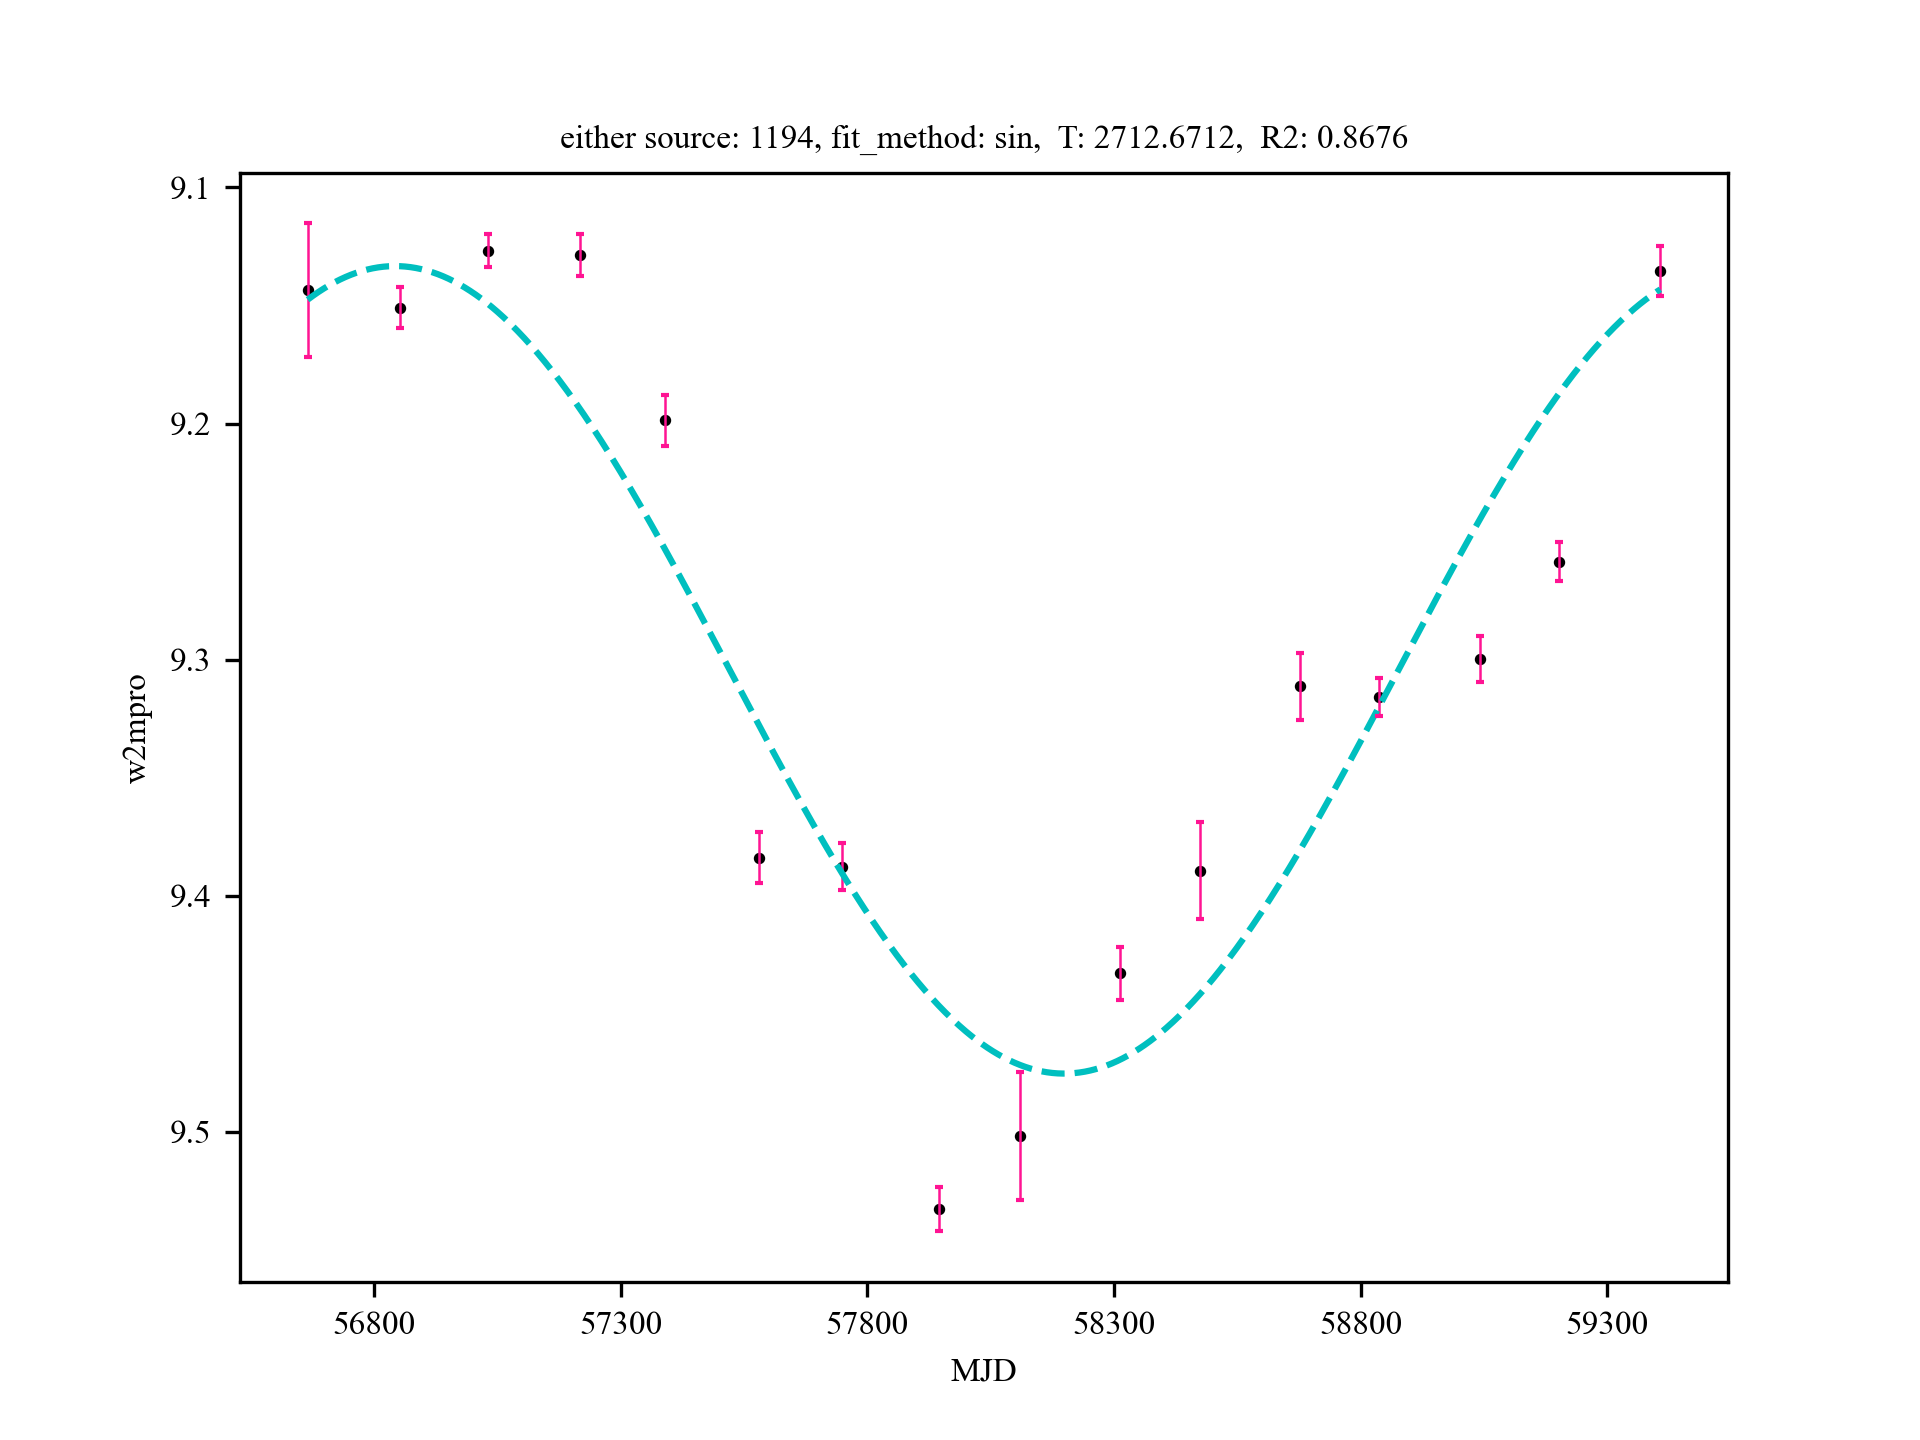 either source: 1194, fit_method: sin,  T: 2712.6712,  R2: 0.8676
9.1
9.2
9.3
9.4
9.5
w2mpro
56800 57300 57800 58300 58800 59300
MJD